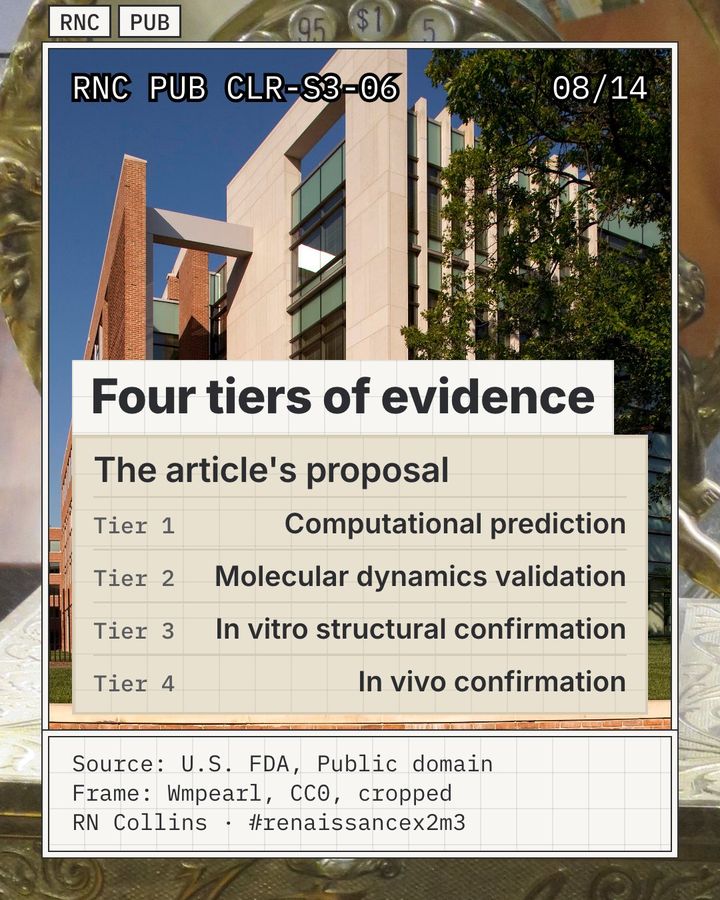 95 $1 5
RNC PUB
RNC PUB CLR-S3-06 08/14
Four tiers of evidence
The article's proposal
Tier 1 Computational prediction
Tier 2 Molecular dynamics validation
Tier 3 In vitro structural confirmation
Tier 4 In vivo confirmation
Source: U.S. FDA, Public domain
Frame: Wmpearl, CC0, cropped
RN Collins · #renaissancex2m3